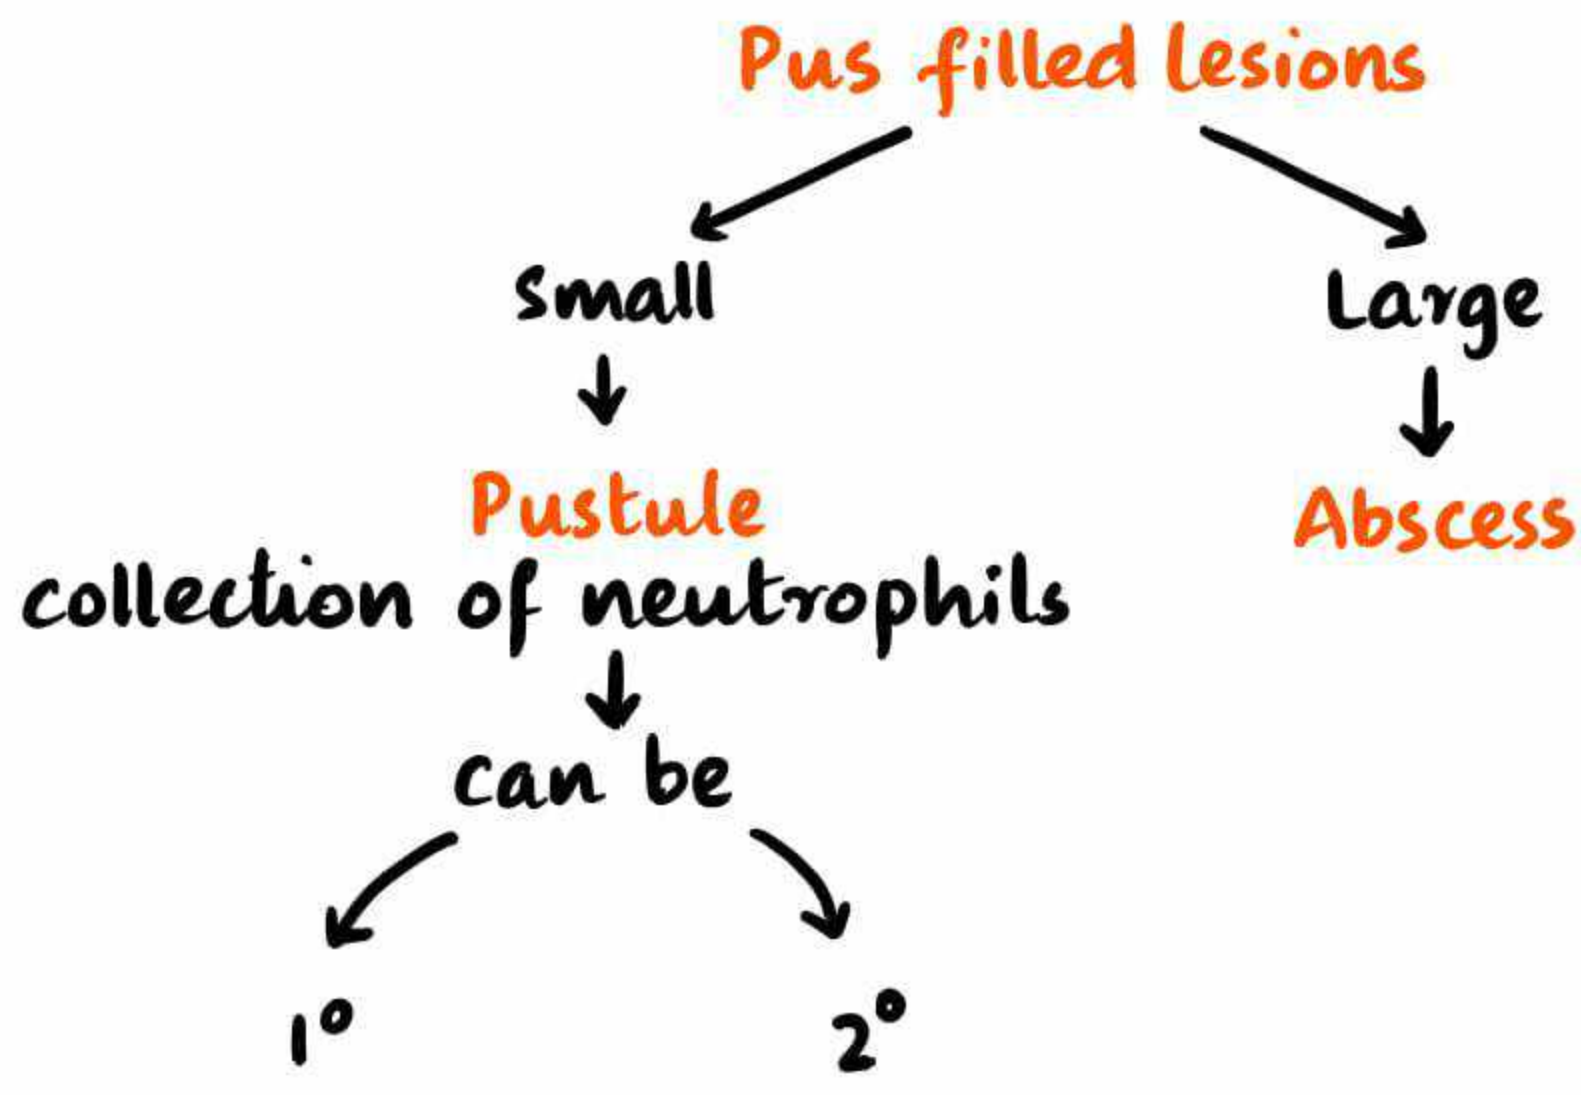 Pus filled lesions
Small
Large
Pustule
Abscess
collection of neutrophils
can be
1°
2°